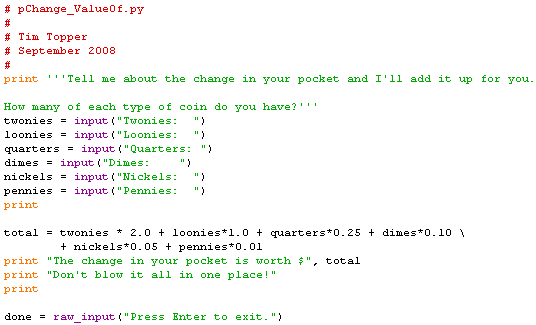 # pChange_ValueOf.py
#
# Tim Topper
# September 2008
#
print '''Tell me about the change in your pocket and I'll add it up for you.

How many of each type of coin do you have?'''
twonies = input("Twonies:  ")
loonies = input("Loonies:  ")
quarters = input("Quarters: ")
dimes = input("Dimes:    ")
nickels = input("Nickels:  ")
pennies = input("Pennies:  ")
print

total = twonies * 2.0 + loonies*1.0 + quarters*0.25 + dimes*0.10 \
        + nickels*0.05 + pennies*0.01
print "The change in your pocket is worth $", total
print "Don't blow it all in one place!"
print

done = raw_input("Press Enter to exit.")